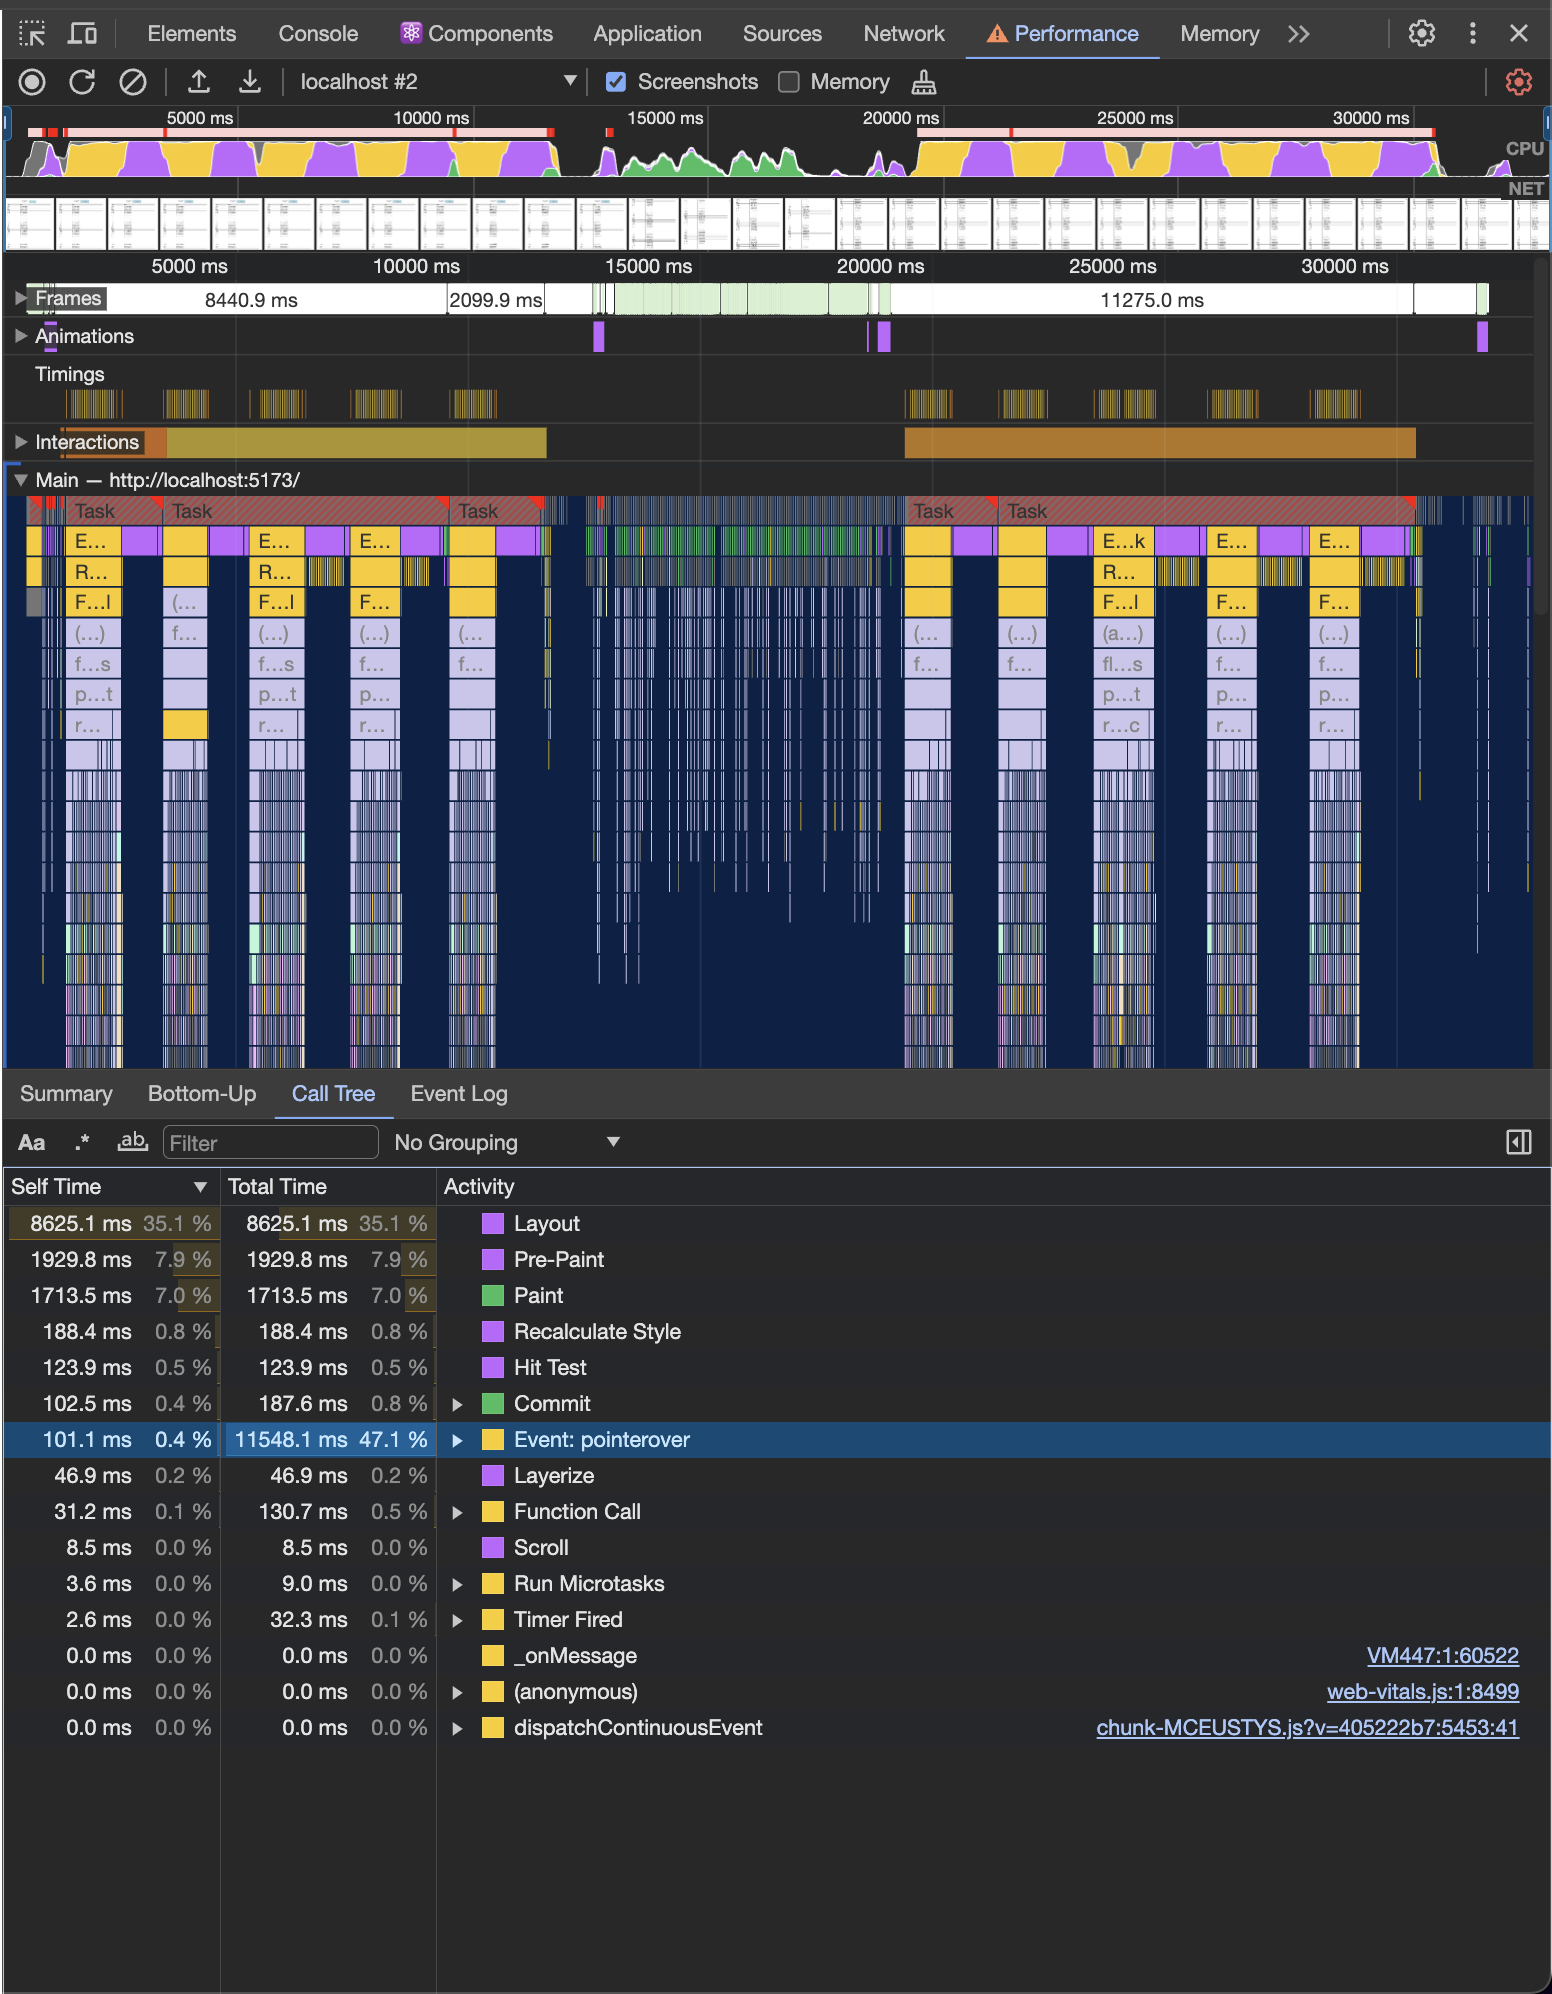 Elements Console Components Application Sources Network Performance Memory
localhost #2 Screenshots Memory
5000 ms 10000 ms 15000 ms 20000 ms 25000 ms 30000 ms
CPU
NET
5000 ms 10000 ms 15000 ms 20000 ms 25000 ms 30000 ms
Frames 8440.9 ms 2099.9 ms 11275.0 ms
Animations
Timings
Interactions
Main — http://localhost:5173/
Task Task Task Task Task
E... E... E... E...k E... E...
R... R... R...
F...l (... F...l F... F...l F... F...
(...) f... (...) (...) (... (... (...) (a...) (...) (...)
f...s f...s f... f... f... f... fl...s f... f...
p...t p...t p... p...t p... p...
r... r... r... r...c r... r...
Summary Bottom-Up Call Tree Event Log
Aa .* ab Filter No Grouping
Self Time Total Time Activity
8625.1 ms 35.1 % 8625.1 ms 35.1 % Layout
1929.8 ms 7.9 % 1929.8 ms 7.9 % Pre-Paint
1713.5 ms 7.0 % 1713.5 ms 7.0 % Paint
188.4 ms 0.8 % 188.4 ms 0.8 % Recalculate Style
123.9 ms 0.5 % 123.9 ms 0.5 % Hit Test
102.5 ms 0.4 % 187.6 ms 0.8 % Commit
101.1 ms 0.4 % 11548.1 ms 47.1 % Event: pointerover
46.9 ms 0.2 % 46.9 ms 0.2 % Layerize
31.2 ms 0.1 % 130.7 ms 0.5 % Function Call
8.5 ms 0.0 % 8.5 ms 0.0 % Scroll
3.6 ms 0.0 % 9.0 ms 0.0 % Run Microtasks
2.6 ms 0.0 % 32.3 ms 0.1 % Timer Fired
0.0 ms 0.0 % 0.0 ms 0.0 % _onMessage VM447:1:60522
0.0 ms 0.0 % 0.0 ms 0.0 % (anonymous) web-vitals.js:1:8499
0.0 ms 0.0 % 0.0 ms 0.0 % dispatchContinuousEvent chunk-MCEUSTYS.js?v=405222b7:5453:41